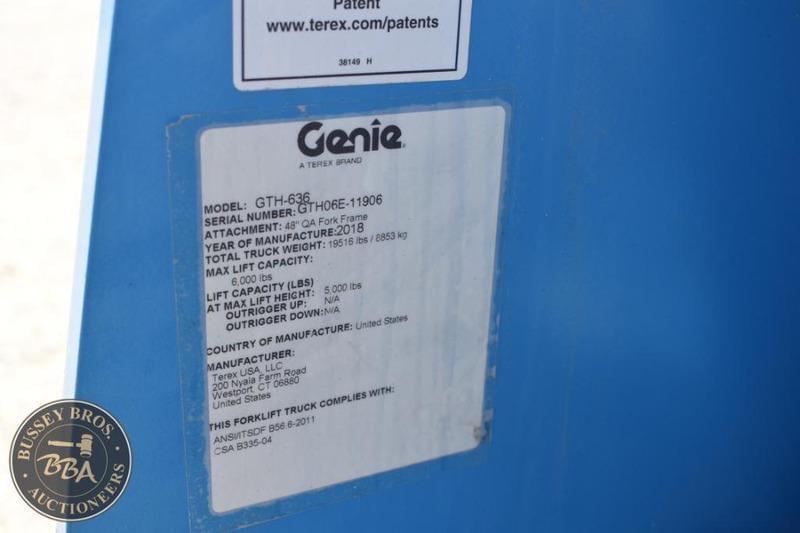 Patent
www.terex.com/patents
38149 H
Genie
A TEREX BRAND
MODEL: GTH-636
SERIAL NUMBER: GTH06E-11906
ATTACHMENT: 48" QA Fork Frame
YEAR OF MANUFACTURE: 2018
TOTAL TRUCK WEIGHT: 19516 lbs / 8853 kg
MAX LIFT CAPACITY:
6,000 lbs
LIFT CAPACITY (LBS)
AT MAX LIFT HEIGHT: 5,000 lbs
OUTRIGGER UP: N/A
OUTRIGGER DOWN: N/A
COUNTRY OF MANUFACTURE: United States
MANUFACTURER:
Terex USA, LLC
200 Nyala Farm Road
Westport, CT 06880
United States
THIS FORKLIFT TRUCK COMPLIES WITH:
ANSI/ITSDF B56.6-2011
CSA B335-04
BUSSEY BROS.
BBA
AUCTIONEERS